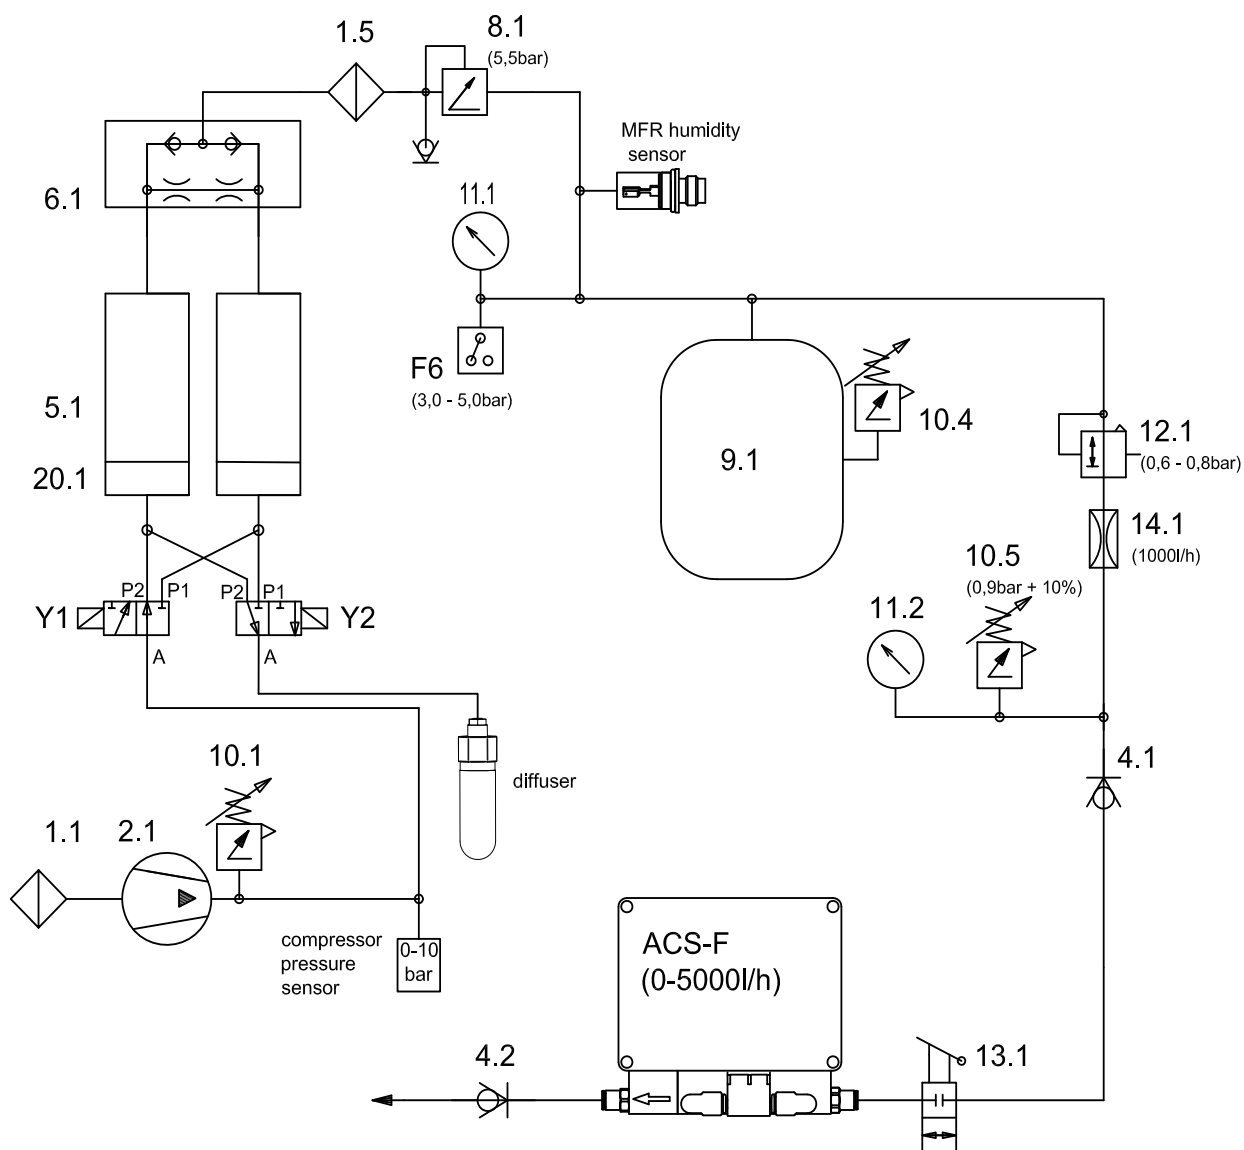 1.5
8.1
(5,5bar)
MFR humidity
sensor
6.1
11.1
F6
(3,0 - 5,0bar)
5.1
10.4
12.1
(0,6 - 0,8bar)
9.1
20.1
14.1
(1000l/h)
10.5
(0,9bar + 10%)
P2
P1
P2
P1
Y1
Y2
11.2
A
A
10.1
4.1
diffuser
1.1
2.1
compressor
pressure
sensor
0-10
bar
ACS-F
(0-5000l/h)
4.2
13.1